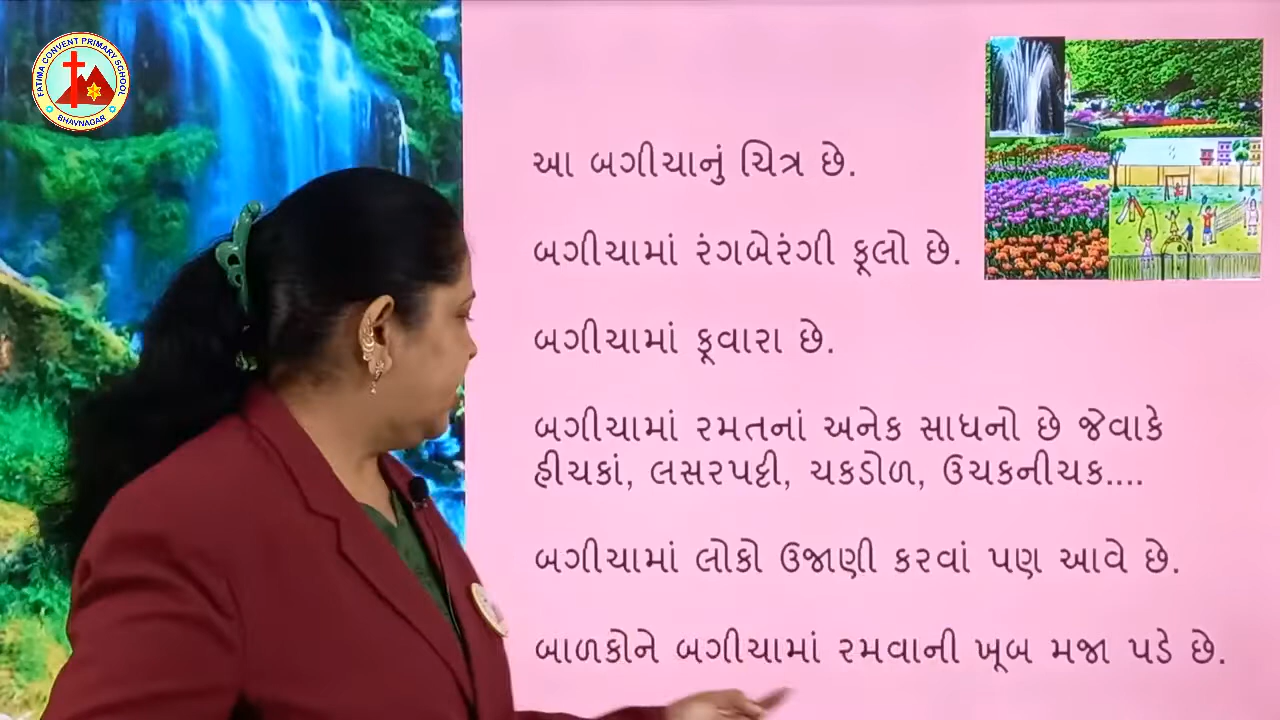 FATIMA CONVENT PRIMARY SCHOOL
BHAVNAGAR
આ બગીચાનું ચિત્ર છે.
બગીચામાં રંગબેરંગી ફૂલો છે.
બગીચામાં ફૂવારા છે.
બગીચામાં રમતનાં અનેક સાધનો છે જેવાકે
હીચકાં, લસરપટ્ટી, ચકડોળ, ઉચકનીચક....
બગીચામાં લોકો ઉજાણી કરવાં પણ આવે છે.
બાળકોને બગીચામાં રમવાની ખૂબ મજા પડે છે.